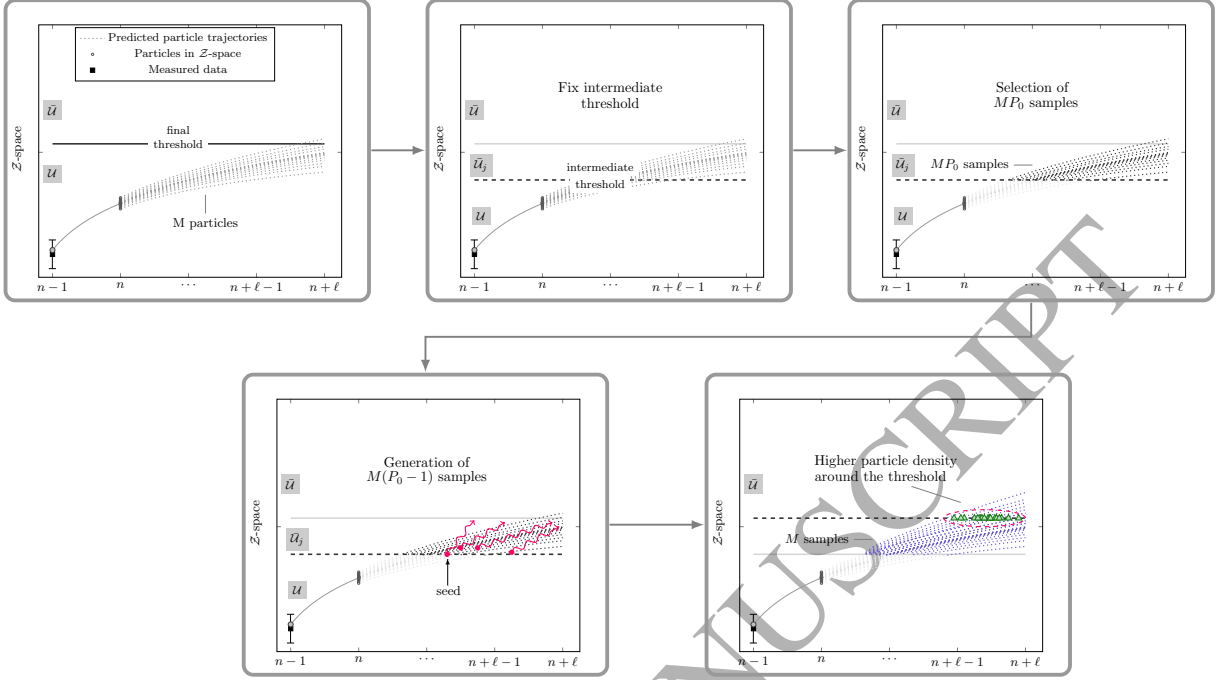 Predicted particle trajectories
Particles in Z-space
Measured data
Ū
final
threshold
U
M particles
Z-space
n − 1
n
···
n + ℓ − 1
n + ℓ
Fix intermediate
threshold
Ū
Ūⱼ
intermediate
threshold
U
Z-space
n − 1
n
···
n + ℓ − 1
n + ℓ
Selection of
MP₀ samples
Ū
Ūⱼ
MP₀ samples
U
Z-space
n − 1
n
···
n + ℓ − 1
n + ℓ
Generation of
M(P₀ − 1) samples
Ū
Ūⱼ
U
seed
Z-space
n − 1
n
···
n + ℓ − 1
n + ℓ
Higher particle density
around the threshold
Ū
M samples
Z-space
n − 1
n
···
n + ℓ − 1
n + ℓ
NUSCRIPT